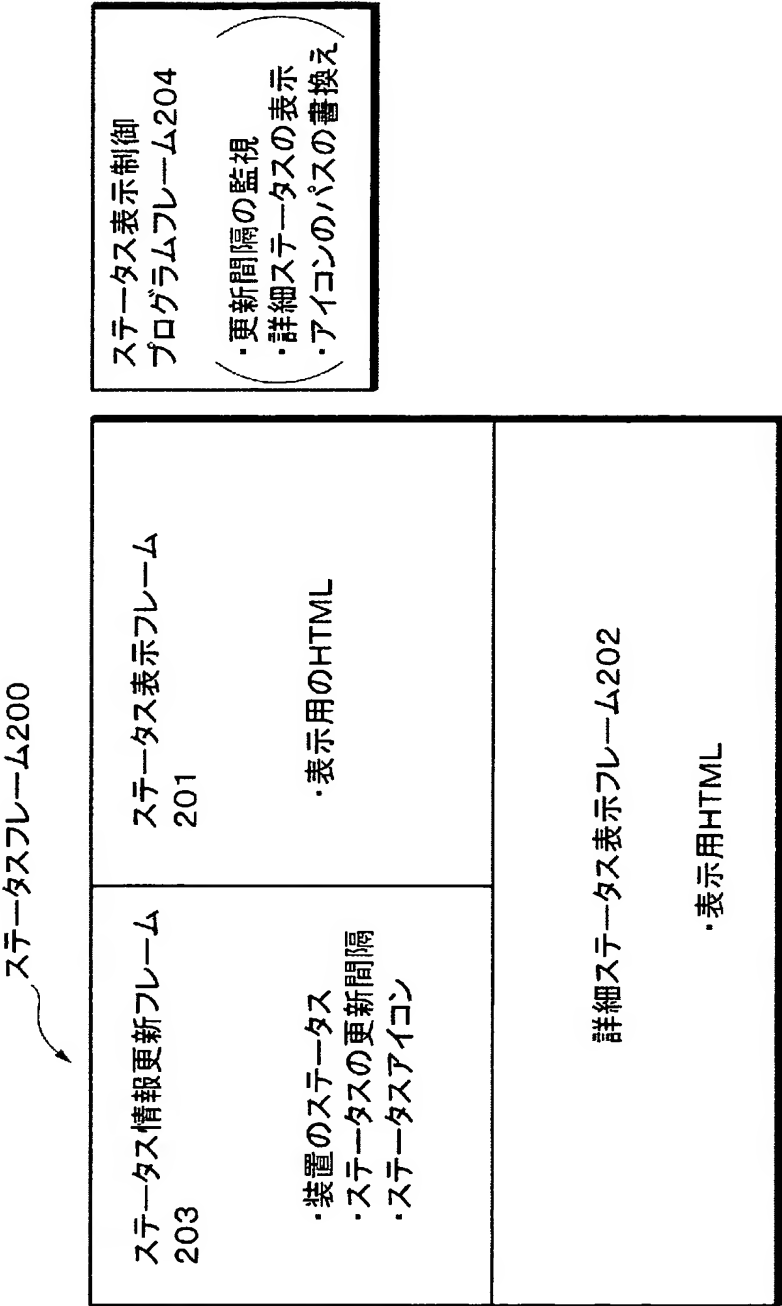 ステータスフレーム200
ステータス情報更新フレーム
203
・装置のステータス
・ステータスの更新間隔
・ステータスアイコン
ステータス表示フレーム
201
・表示用のHTML
詳細ステータス表示フレーム202
・表示用HTML
ステータス表示制御
プログラムフレーム204
・更新間隔の監視
・詳細ステータスの表示
・アイコンのパスの書換え